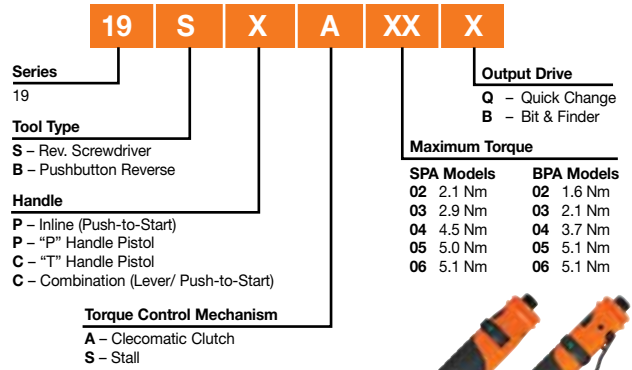 19 S X A XX X
Series
19
Tool Type
S – Rev. Screwdriver
B – Pushbutton Reverse
Handle
P – Inline (Push-to-Start)
P – “P” Handle Pistol
C – “T” Handle Pistol
C – Combination (Lever/ Push-to-Start)
Torque Control Mechanism
A – Clecomatic Clutch
S – Stall
Output Drive
Q – Quick Change
B – Bit & Finder
Maximum Torque
SPA Models BPA Models
02 2.1 Nm 02 1.6 Nm
03 2.9 Nm 03 2.1 Nm
04 4.5 Nm 04 3.7 Nm
05 5.0 Nm 05 5.1 Nm
06 5.1 Nm 06 5.1 Nm